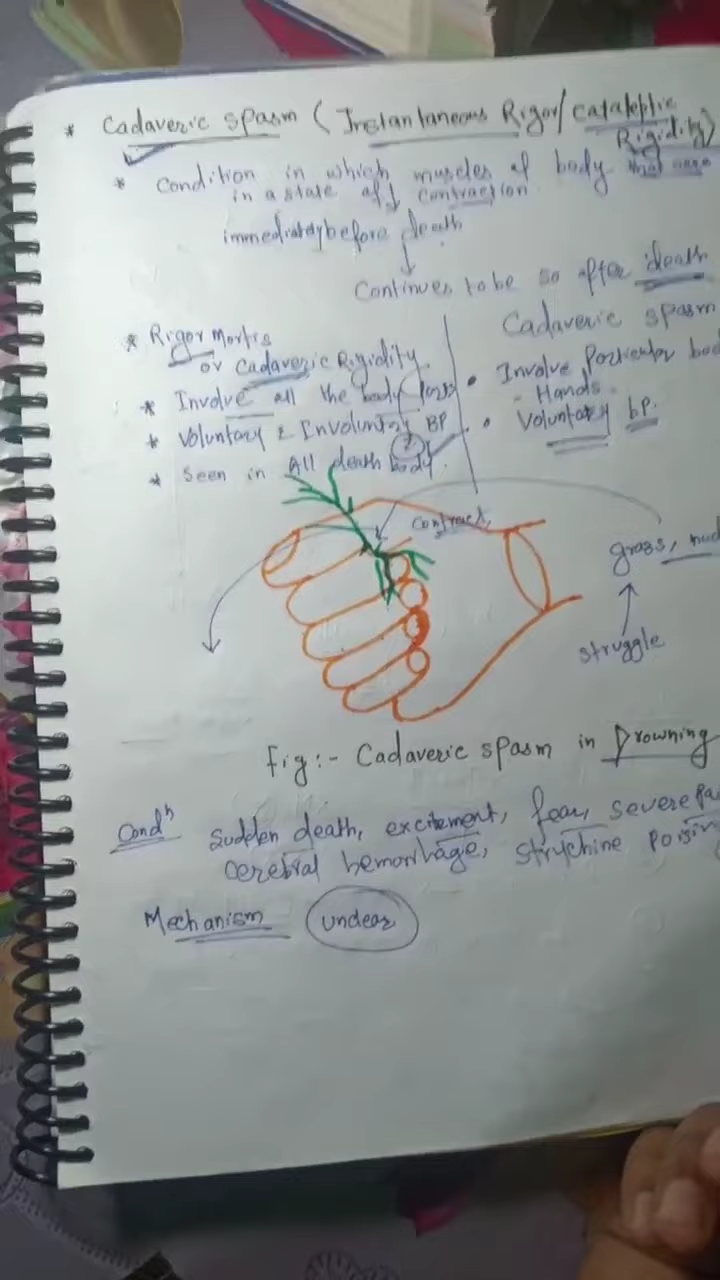 * Cadaveric spasm (Instantaneous Rigor/Cataleptic
Rigidity)
* Condition in which muscles of body that were
in a state of contraction
immediately before death
Continues to be so after death
* Rigor Mortis
or Cadaveric Rigidity
* Involve all the body
* Voluntary & Involuntary BP
* Seen in All death body.
Cadaveric spasm
• Involve Particular
Hands.
• Voluntary BP.
Contract
grass,
struggle
Fig:- Cadaveric spasm in Drowning
Condⁿ Sudden death, excitement, fear, severe
Cerebral hemorrhage, strychine
Mechanism unclear